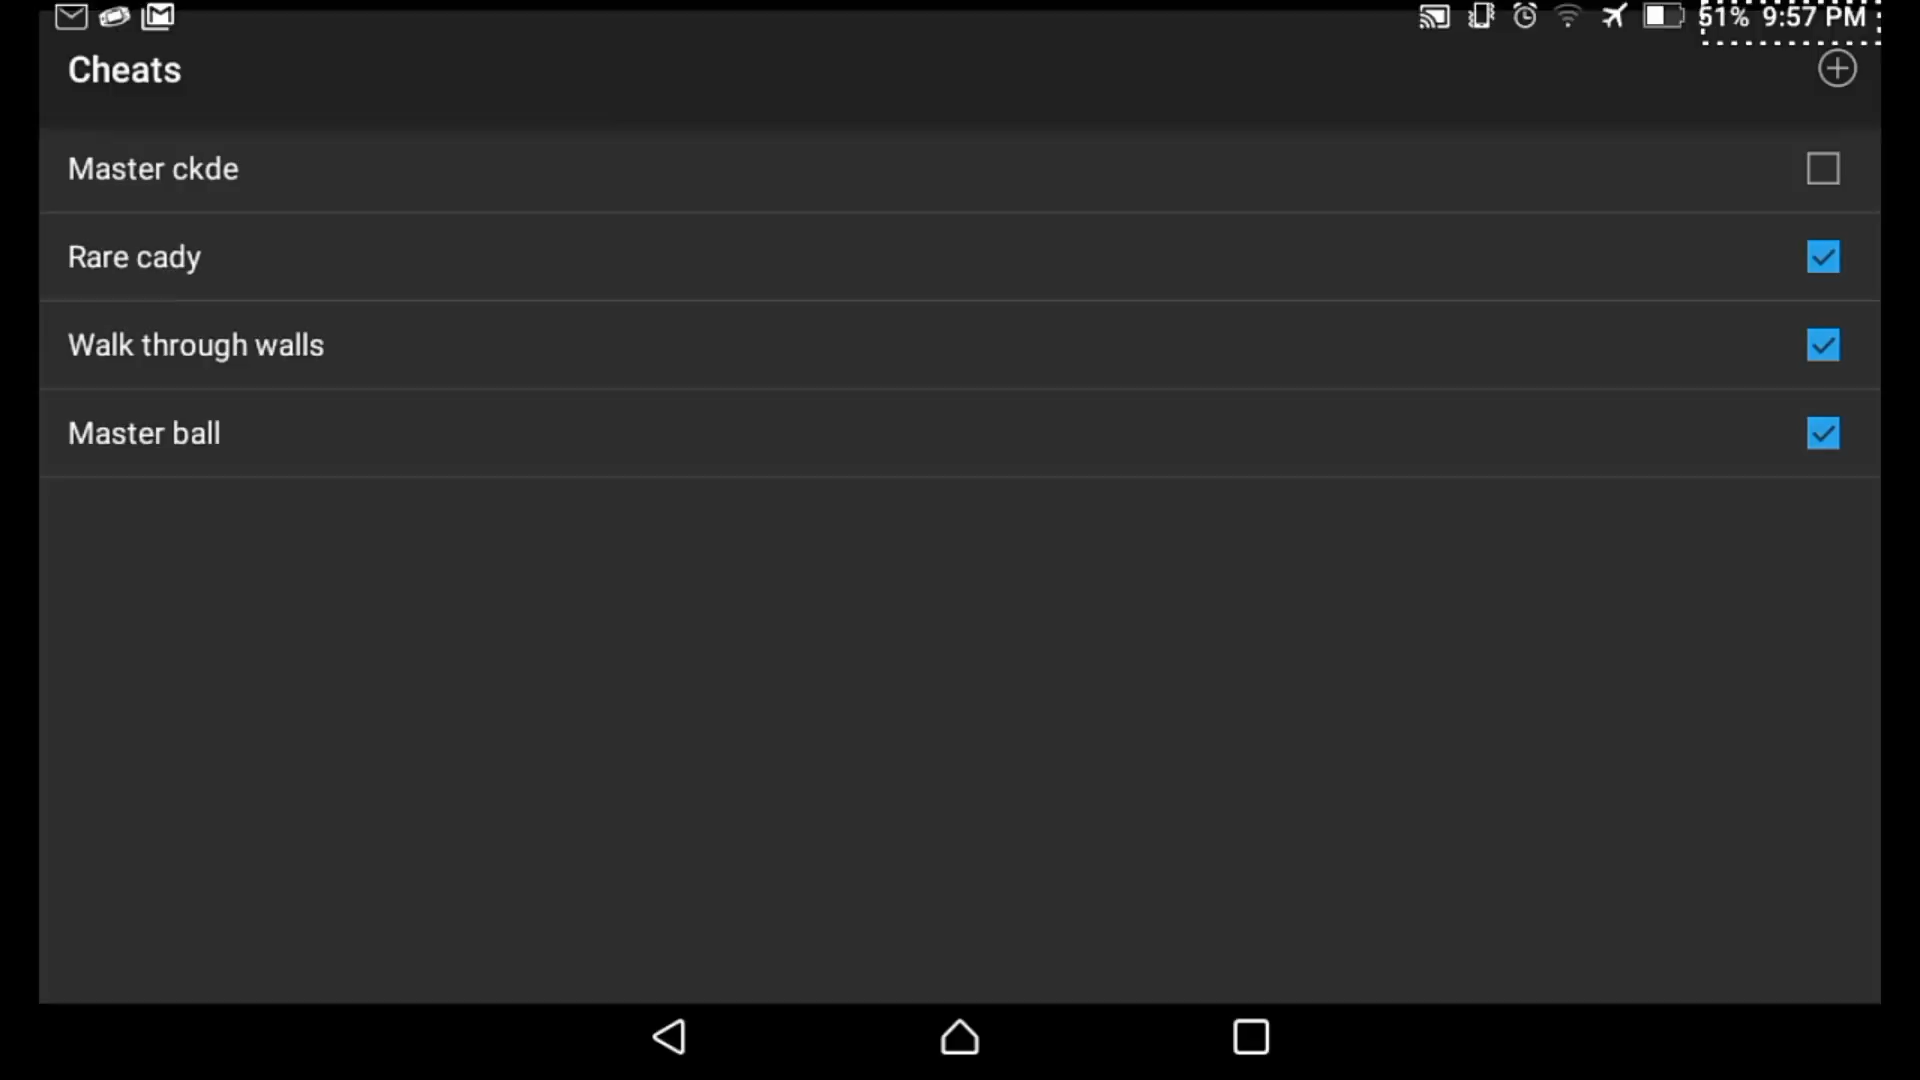 51% 9:57 PM
Cheats
Master ckde
Rare cady
Walk through walls
Master ball